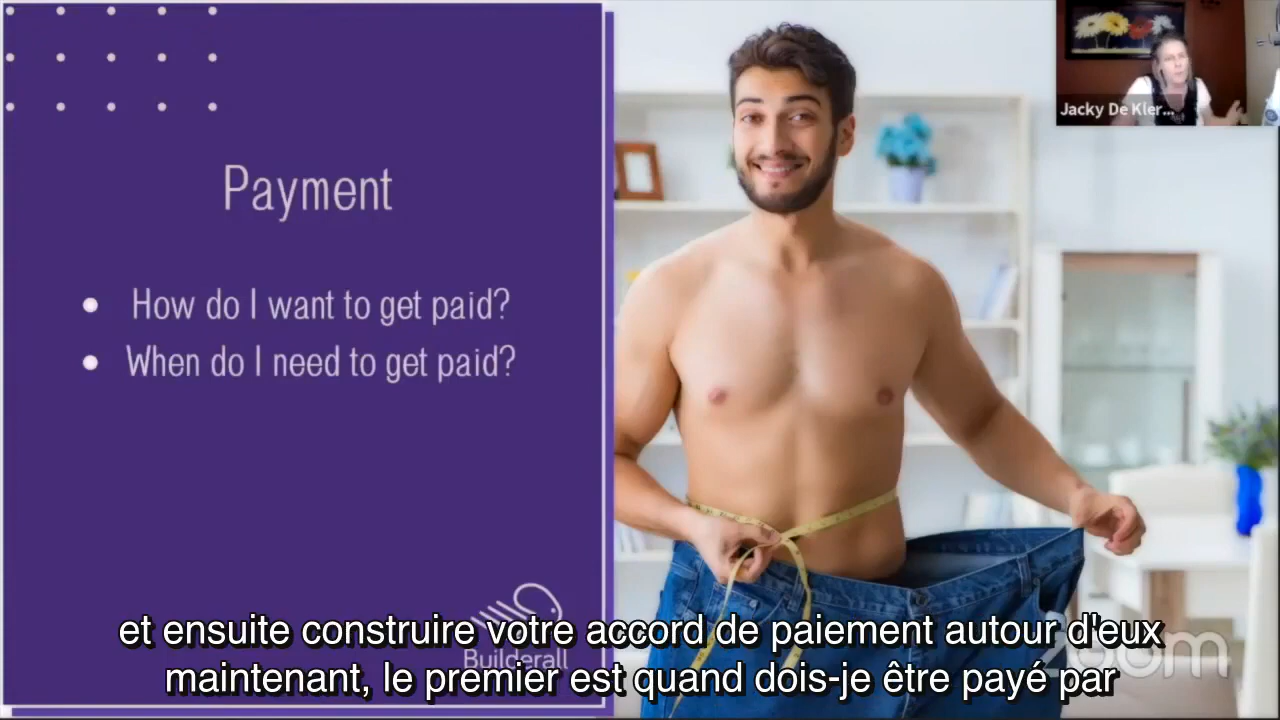 Jacky De Kler...
Payment
How do I want to get paid?
When do I need to get paid?
Builderall
zoom
et ensuite construire votre accord de paiement autour d'eux
maintenant, le premier est quand dois-je être payé par